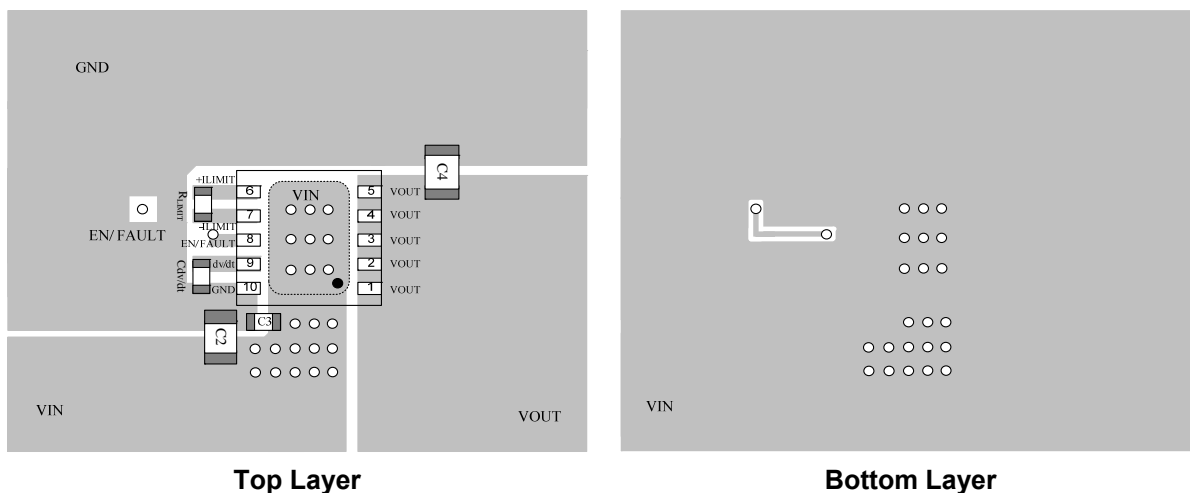 GND
+ILIMIT
RLIMIT
6
VIN
5 VOUT
C4
7
4 VOUT
-ILIMIT
EN/ FAULT
EN/FAULT
8
3 VOUT
Cdv/dt
dv/dt
9
2 VOUT
GND
10
1 VOUT
C3
C2
VIN
VOUT
Top Layer
VIN
Bottom Layer